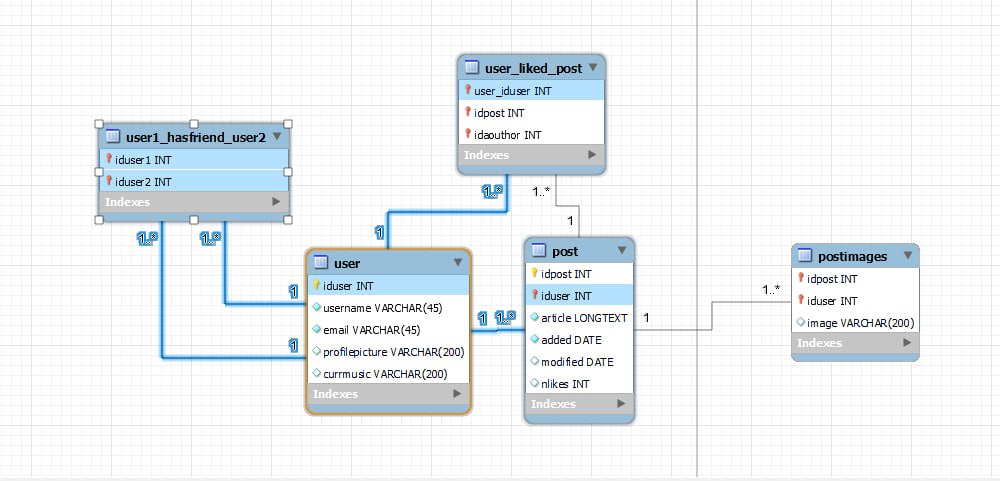 user_liked_post
user_iduser INT
idpost INT
idaouthor INT
Indexes
user1_hasfriend_user2
iduser1 INT
iduser2 INT
Indexes
1..*
1..*
1..*
1..*
1
1
1
1
user
iduser INT
username VARCHAR(45)
email VARCHAR(45)
profilepicture VARCHAR(200)
currmusic VARCHAR(200)
Indexes
1
1..*
post
idpost INT
iduser INT
article LONGTEXT
added DATE
modified DATE
nlikes INT
Indexes
1
1..*
postimages
idpost INT
iduser INT
image VARCHAR(200)
Indexes